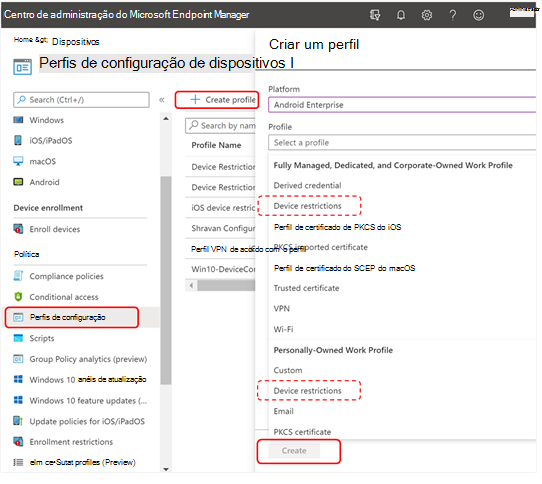 Centro de administração do Microsoft Endpoint Manager
Home &gt; Dispositivos
Perfis de configuração de dispositivos I
Search (Ctrl+/)
«
Windows
iOS/iPadOS
macOS
Android
Device enrollment
Enroll devices
Política
Compliance policies
Conditional access
Perfis de configuração
Scripts
Group Policy analytics (preview)
Windows 10 anéis de atualização
Windows 10 feature updates (...
Update policies for iOS/iPadOS
Enrollment restrictions
elm ce•Sutat profiles (Preview)
+ Create profile
Search by name
Profile Name
Device Restriction
Device Restriction
iOS device restric
Shravan Configur
Perfil VPN de acôldo com o perfil
Win10-DeviceCon
Criar um perfil
Platform
Android Enterprise
Profile
Select a profile
Fully Managed, Dedicated, and Corporate-Owned Work Profile
Derived credential
Device restrictions
Perfil de certificado de PKCS do iOS
PKCS imported certificate
Perfil de certificado do SCEP do macOS
Trusted certificate
VPN
Wi-Fi
Personally-Owned Work Profile
Custom
Device restrictions
Email
PKCS certificate
Create